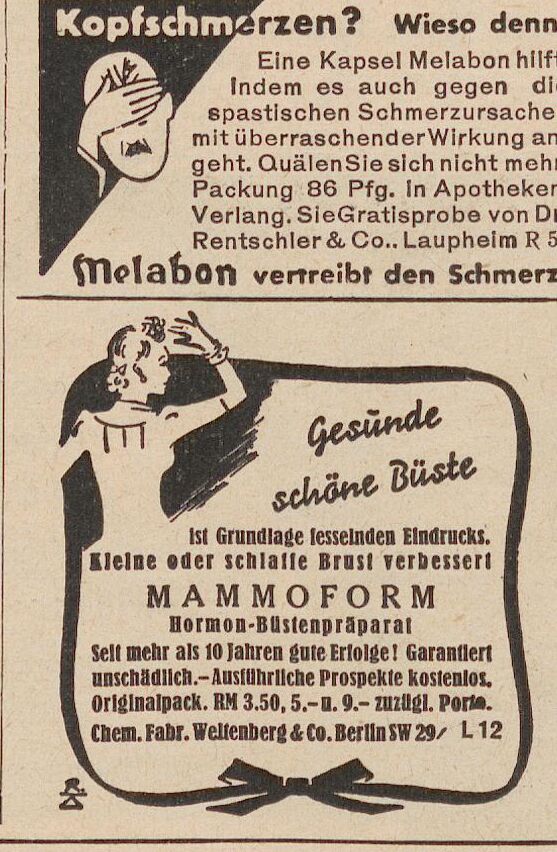 Kopfschmerzen? Wieso denn
Eine Kapsel Melabon hilft
Indem es auch gegen di
spastischen Schmerzursache
mit überraschender Wirkung an
geht. Quälen Sie sich nicht mehr
Packung 86 Pfg. In Apotheken
Verlang. Sie Gratisprobe von Dr
Rentschler & Co.. Laupheim R 5
Melabon vertreibt den Schmerz
Gesunde
schöne Büste
ist Grundlage fesselnden Eindrucks.
Kleine oder schlaffe Brust verbessert
MAMMOFORM
Hormon-Büstenpräparat
Seit mehr als 10 Jahren gute Erfolge! Garantiert
unschädlich.-Ausführliche Prospekte kostenlos.
Originalpack. RM 3.50, 5.- u. 9.- zuzügl. Porto.
Chem. Fabr. Weltenberg & Co. Berlin SW 29/ L 12